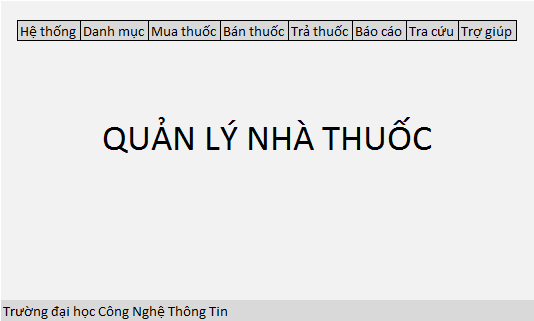 Hệ thống Danh mục Mua thuốc Bán thuốc Trả thuốc Báo cáo Tra cứu Trợ giúp
QUẢN LÝ NHÀ THUỐC
Trường đại học Công Nghệ Thông Tin